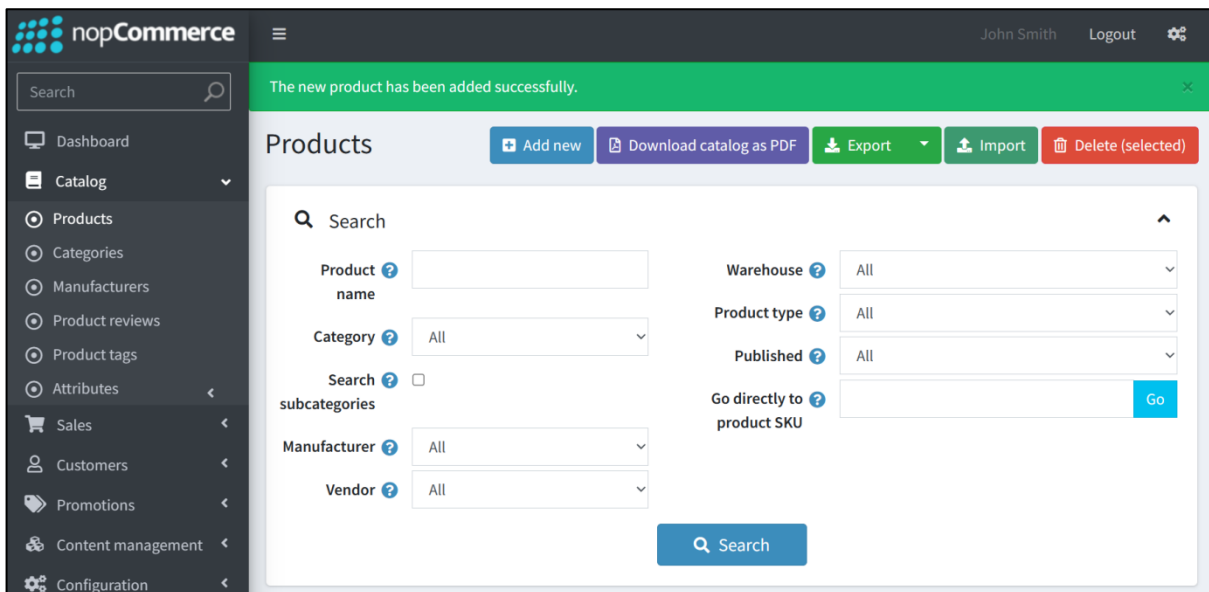 nopCommerce
John Smith
Logout
Search
The new product has been added successfully.
×
Dashboard
Catalog
Products
Categories
Manufacturers
Product reviews
Product tags
Attributes
Sales
Customers
Promotions
Content management
Configuration
Products
Add new
Download catalog as PDF
Export
Import
Delete (selected)
Search
Product
name
Category
All
Search
subcategories
Manufacturer
All
Vendor
All
Warehouse
All
Product type
All
Published
All
Go directly to
product SKU
Go
Search